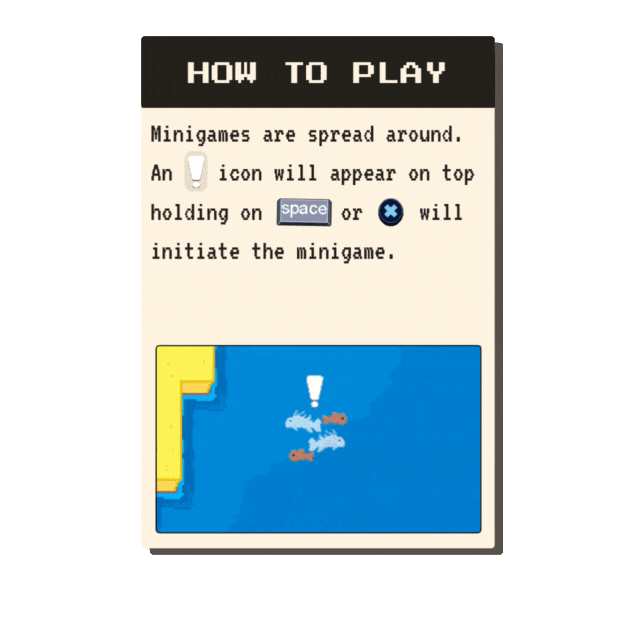 HOW TO PLAY
Minigames are spread around.
An ! icon will appear on top
holding on space or ✖ will
initiate the minigame.
!